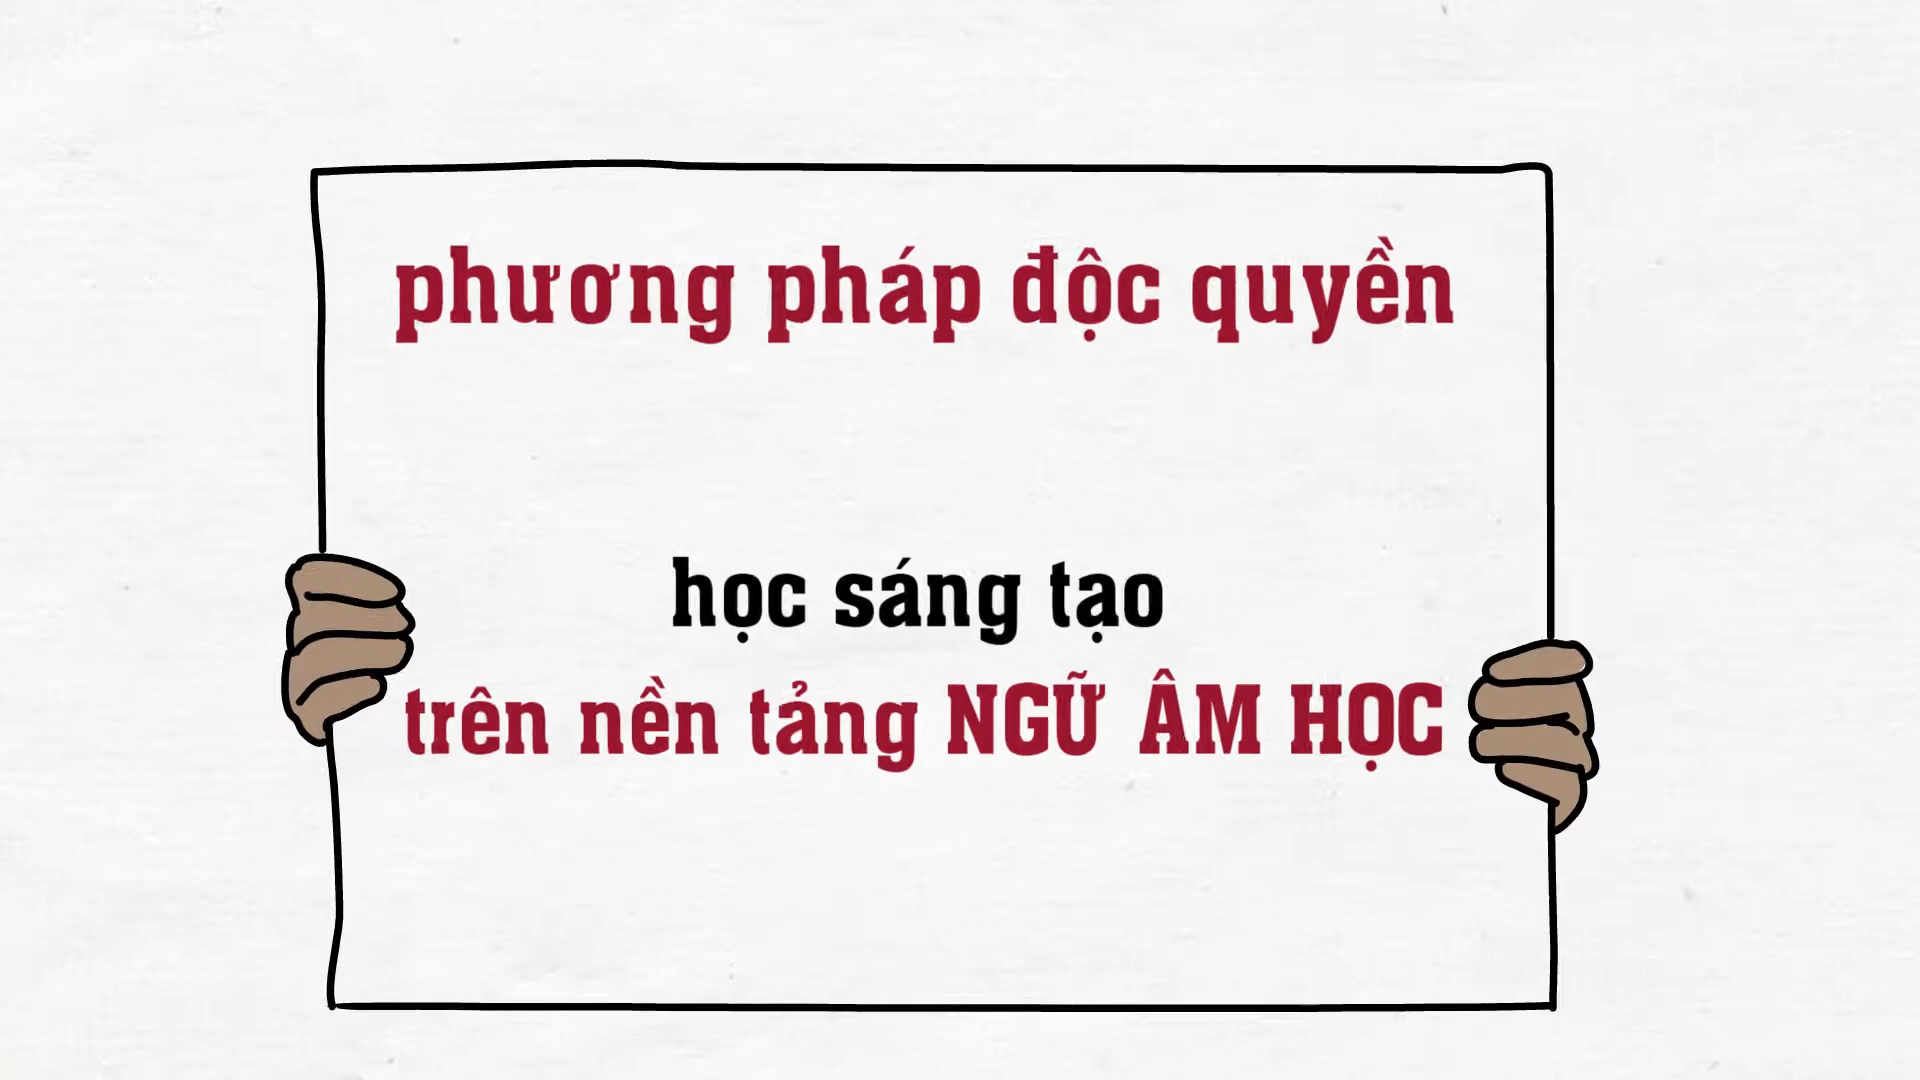 phương pháp độc quyền
học sáng tạo
trên nền tảng NGỮ ÂM HỌC